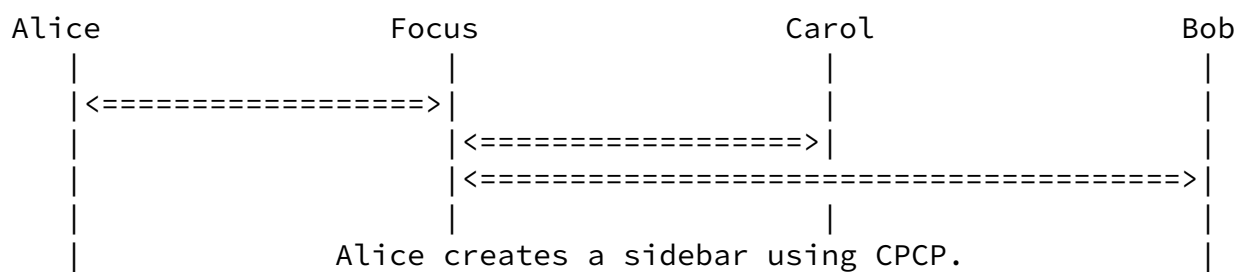 Alice Focus Carol Bob
| | | |
|<==================>| | |
| |<=================>| |
| |<====================================>|
| | | |
| Alice creates a sidebar using CPCP. |